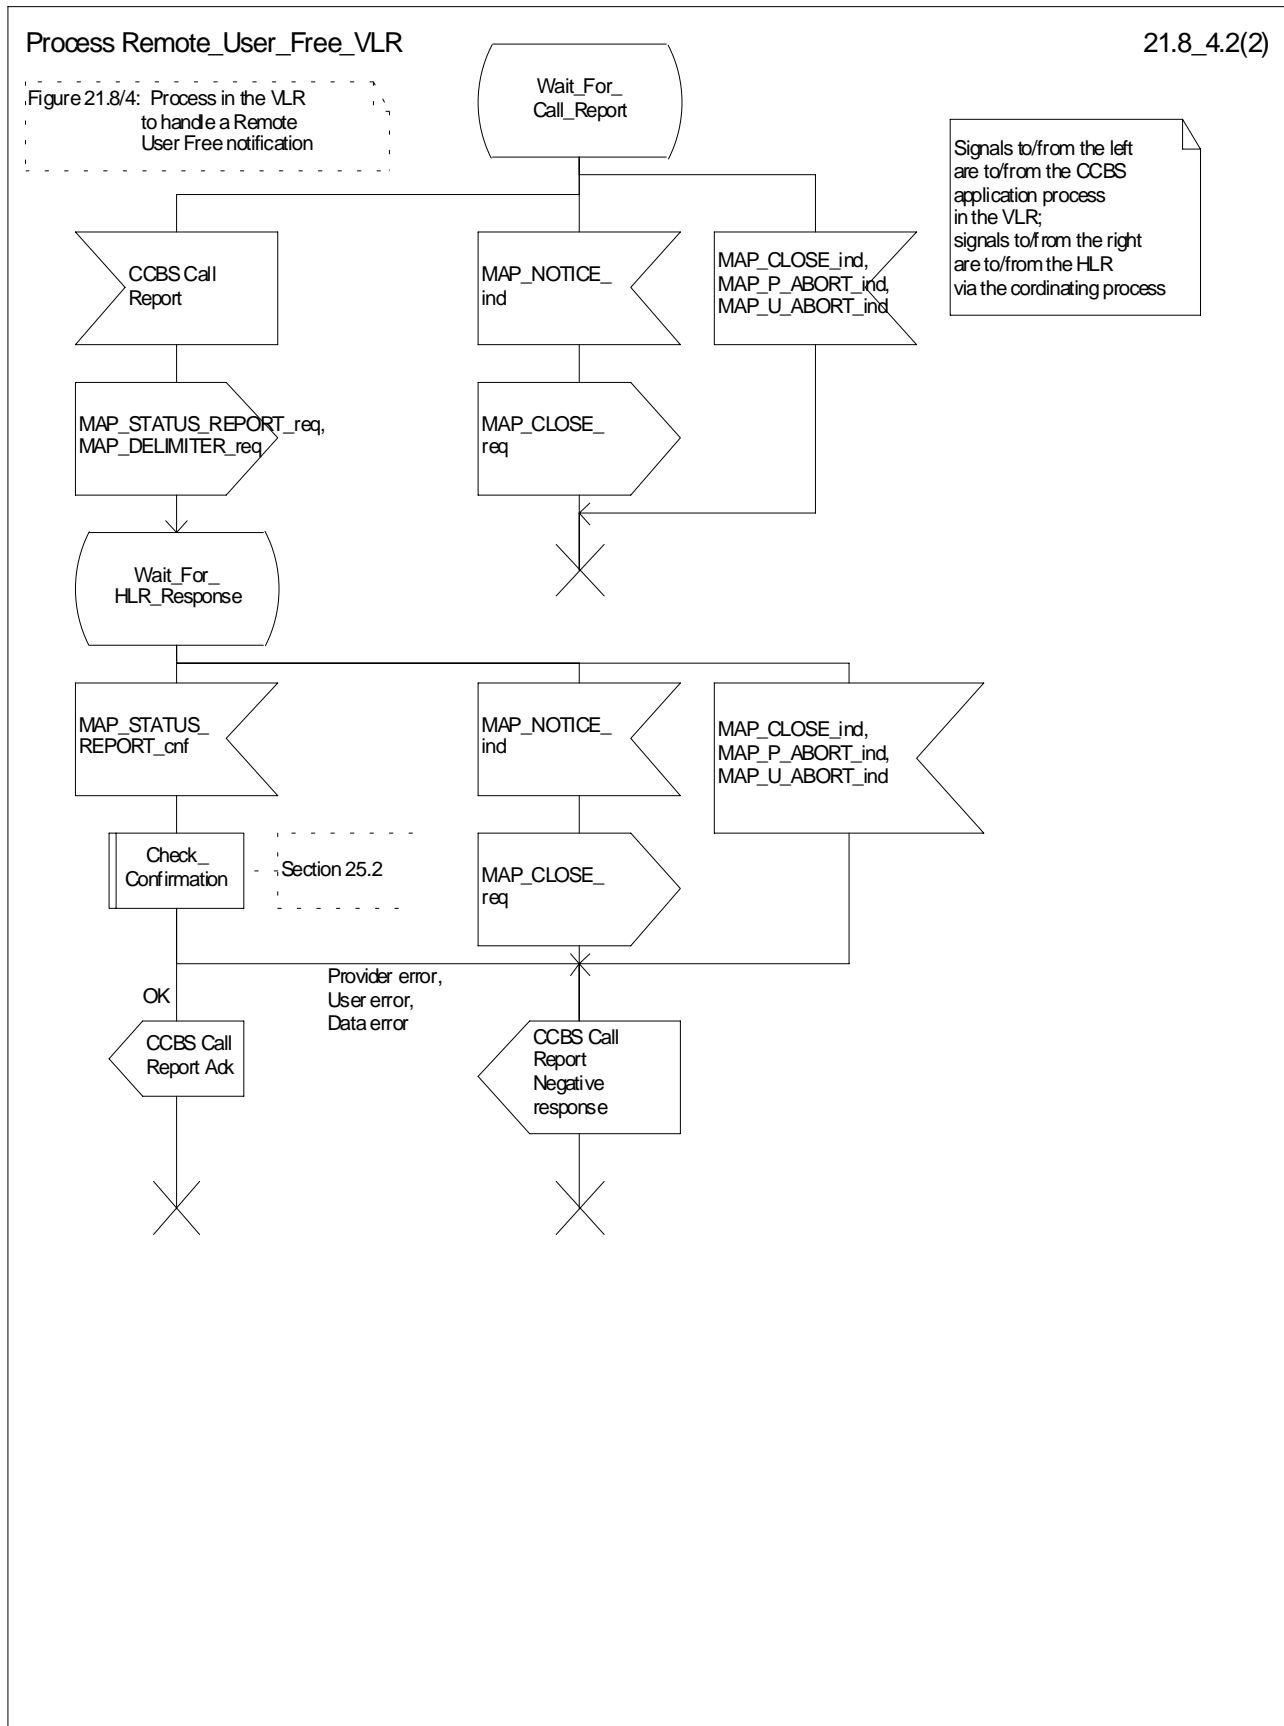 Process Remote_User_Free_VLR
21.8_4.2(2)
Figure 21.8/4: Process in the VLR
to handle a Remote
User Free notification
Wait_For_
Call_Report
Signals to/from the left
are to/from the CCBS
application process
in the VLR;
signals to/from the right
are to/from the HLR
via the cordinating process
CCBS Call
Report
MAP_NOTICE_
ind
MAP_CLOSE_ind,
MAP_P_ABORT_ind,
MAP_U_ABORT_ind
MAP_STATUS_REPORT_req,
MAP_DELIMITER_req
MAP_CLOSE_
req
Wait_For_
HLR_Response
MAP_STATUS_
REPORT_cnf
MAP_NOTICE_
ind
MAP_CLOSE_ind,
MAP_P_ABORT_ind,
MAP_U_ABORT_ind
Check_
Confirmation
Section 25.2
MAP_CLOSE_
req
Provider error,
User error,
Data error
OK
CCBS Call
Report Ack
CCBS Call
Report
Negative
response